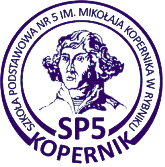 SZKOŁA PODSTAWOWA NR 5 IM. MIKOŁAJA KOPERNIKA W RYBNIKU
SP5
KOPERNIK